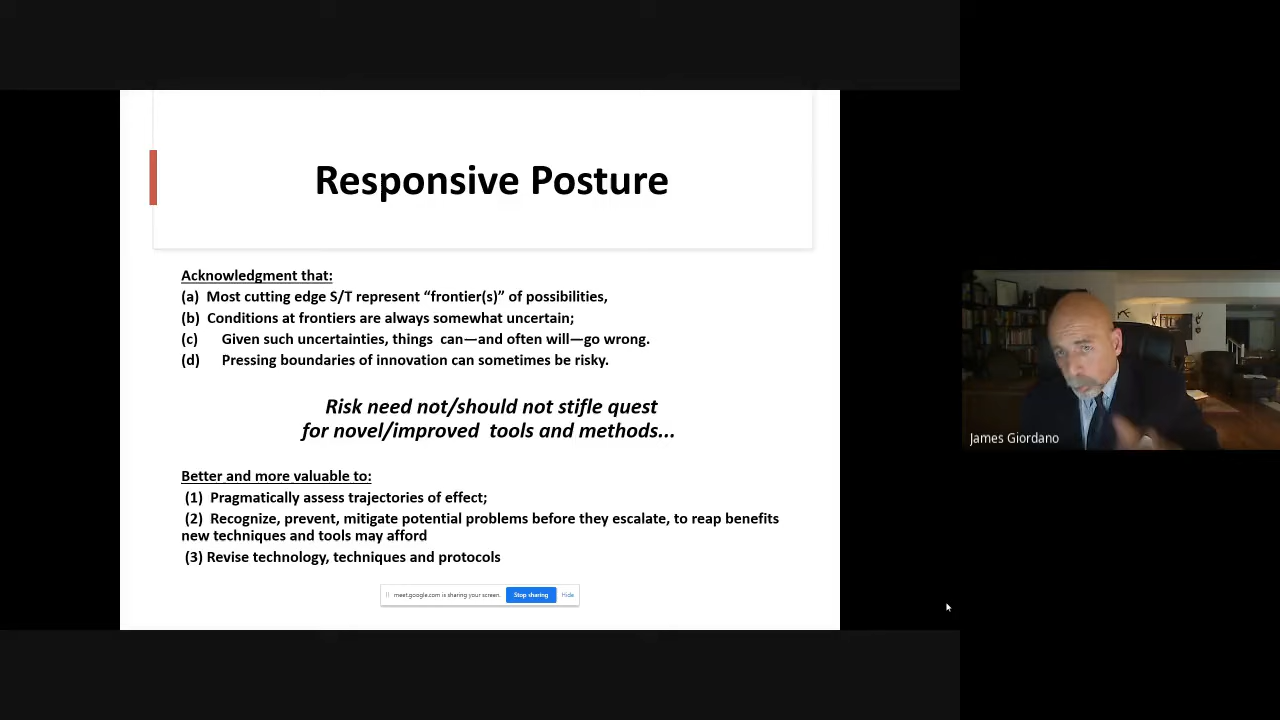 Responsive Posture
Acknowledgment that:
(a) Most cutting edge S/T represent “frontier(s)” of possibilities,
(b) Conditions at frontiers are always somewhat uncertain;
(c) Given such uncertainties, things can—and often will—go wrong.
(d) Pressing boundaries of innovation can sometimes be risky.
Risk need not/should not stifle quest
for novel/improved tools and methods...
Better and more valuable to:
(1) Pragmatically assess trajectories of effect;
(2) Recognize, prevent, mitigate potential problems before they escalate, to reap benefits
new techniques and tools may afford
(3) Revise technology, techniques and protocols
meet.google.com is sharing your screen. Stop sharing Hide
James Giordano